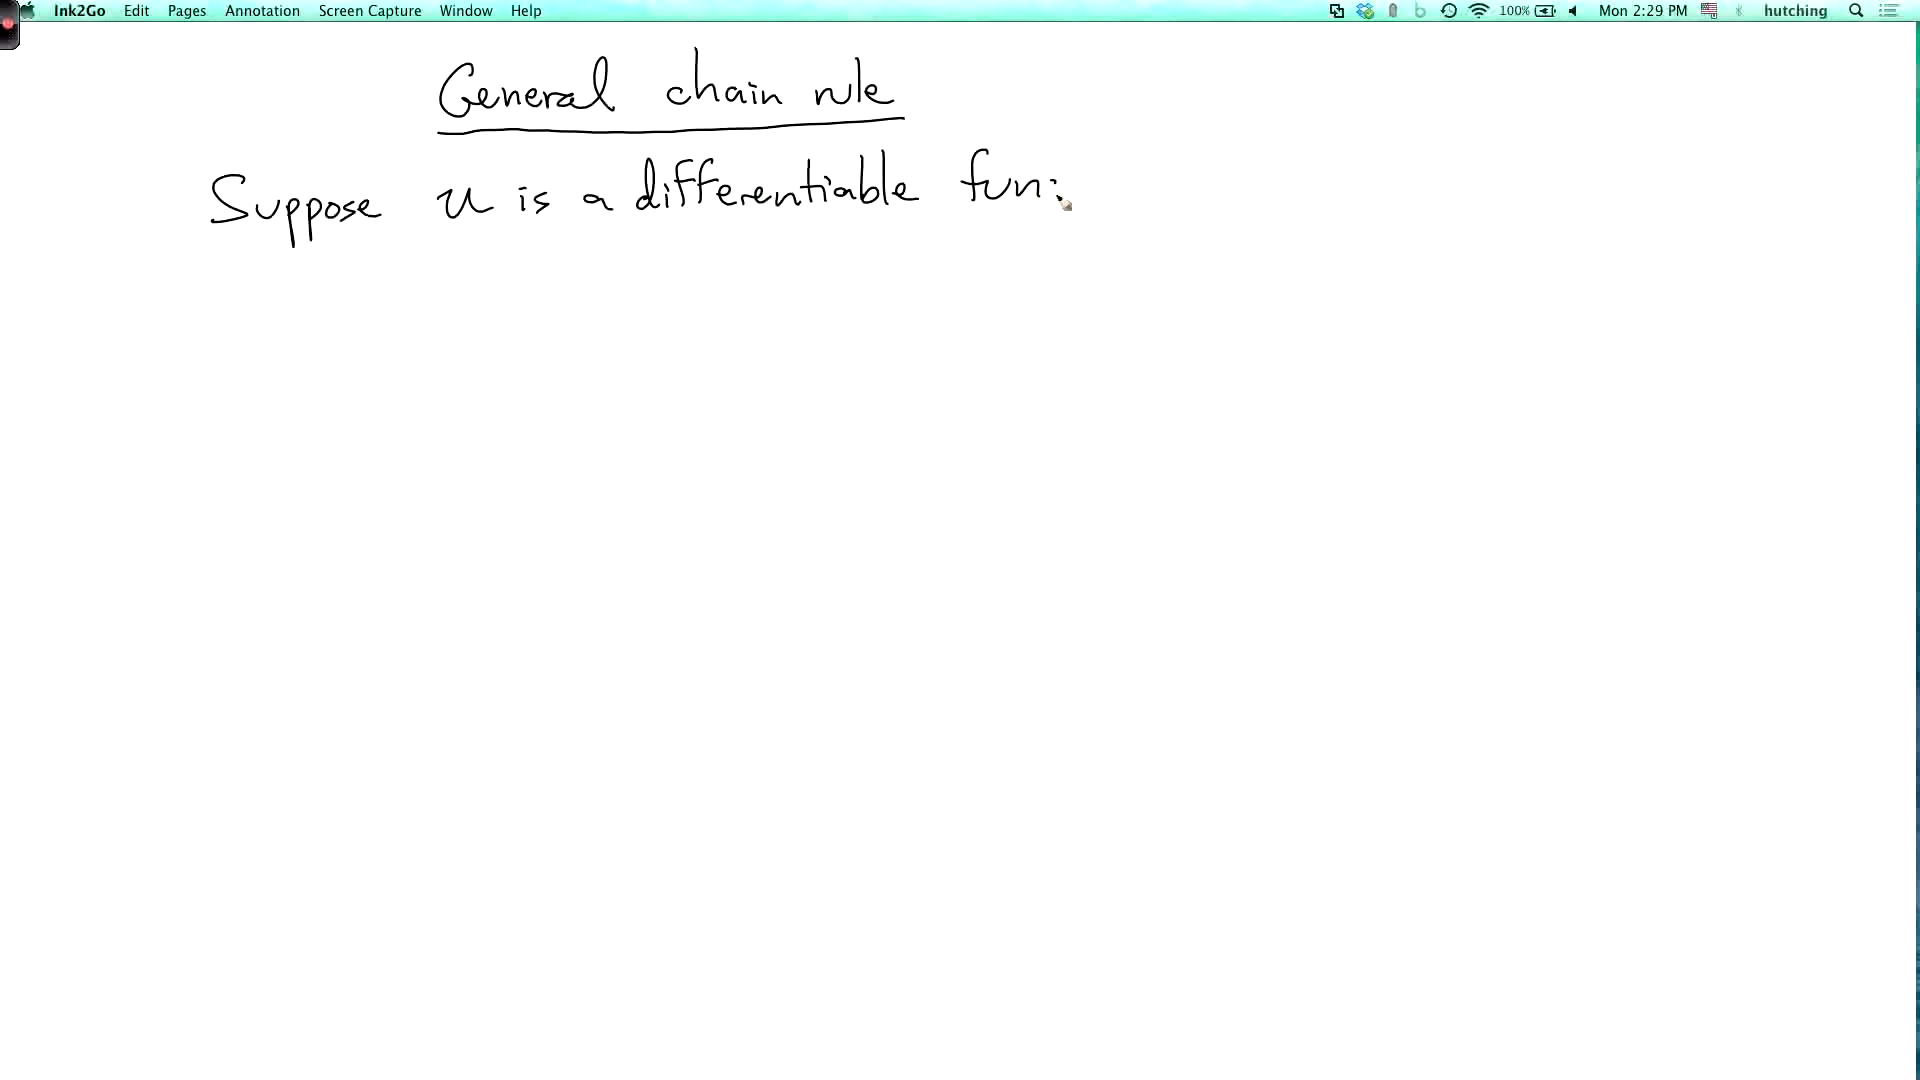 Ink2Go Edit Pages Annotation Screen Capture Window Help 100% Mon 2:29 PM hutching
General chain rule
Suppose u is a differentiable fun